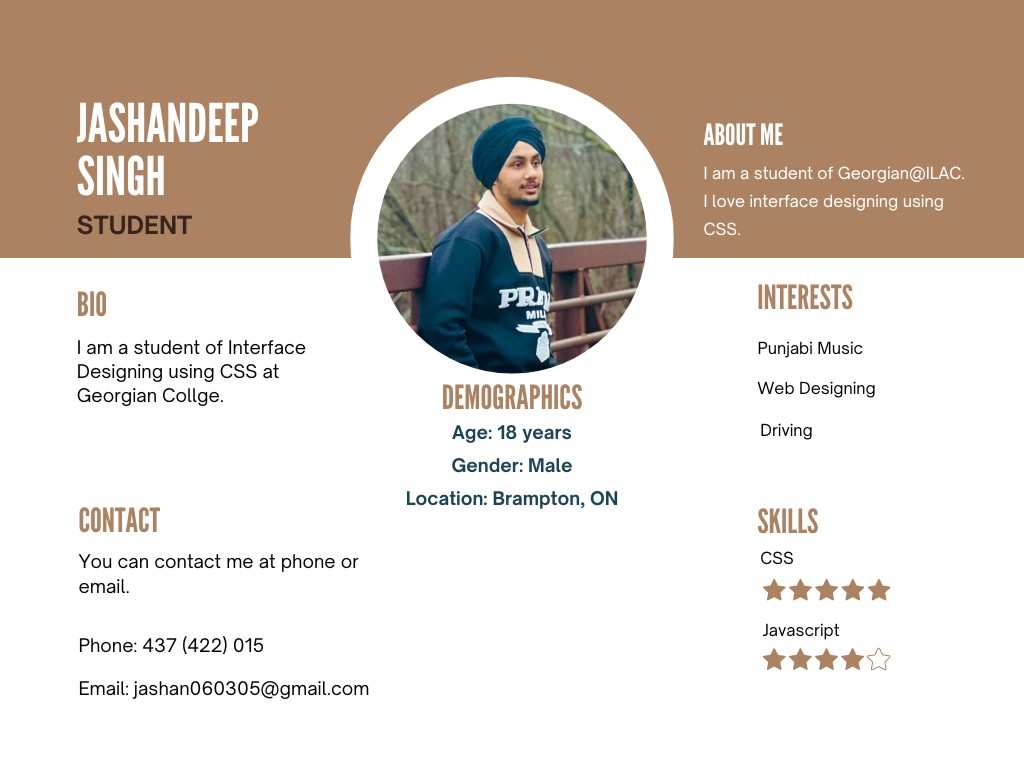 JASHANDEEP
SINGH
STUDENT
ABOUT ME
I am a student of Georgian@ILAC.
I love interface designing using
CSS.
BIO
I am a student of Interface
Designing using CSS at
Georgian Collge.
DEMOGRAPHICS
Age: 18 years
Gender: Male
Location: Brampton, ON
INTERESTS
Punjabi Music
Web Designing
Driving
CONTACT
You can contact me at phone or
email.
Phone: 437 (422) 015
Email: jashan060305@gmail.com
SKILLS
CSS
Javascript